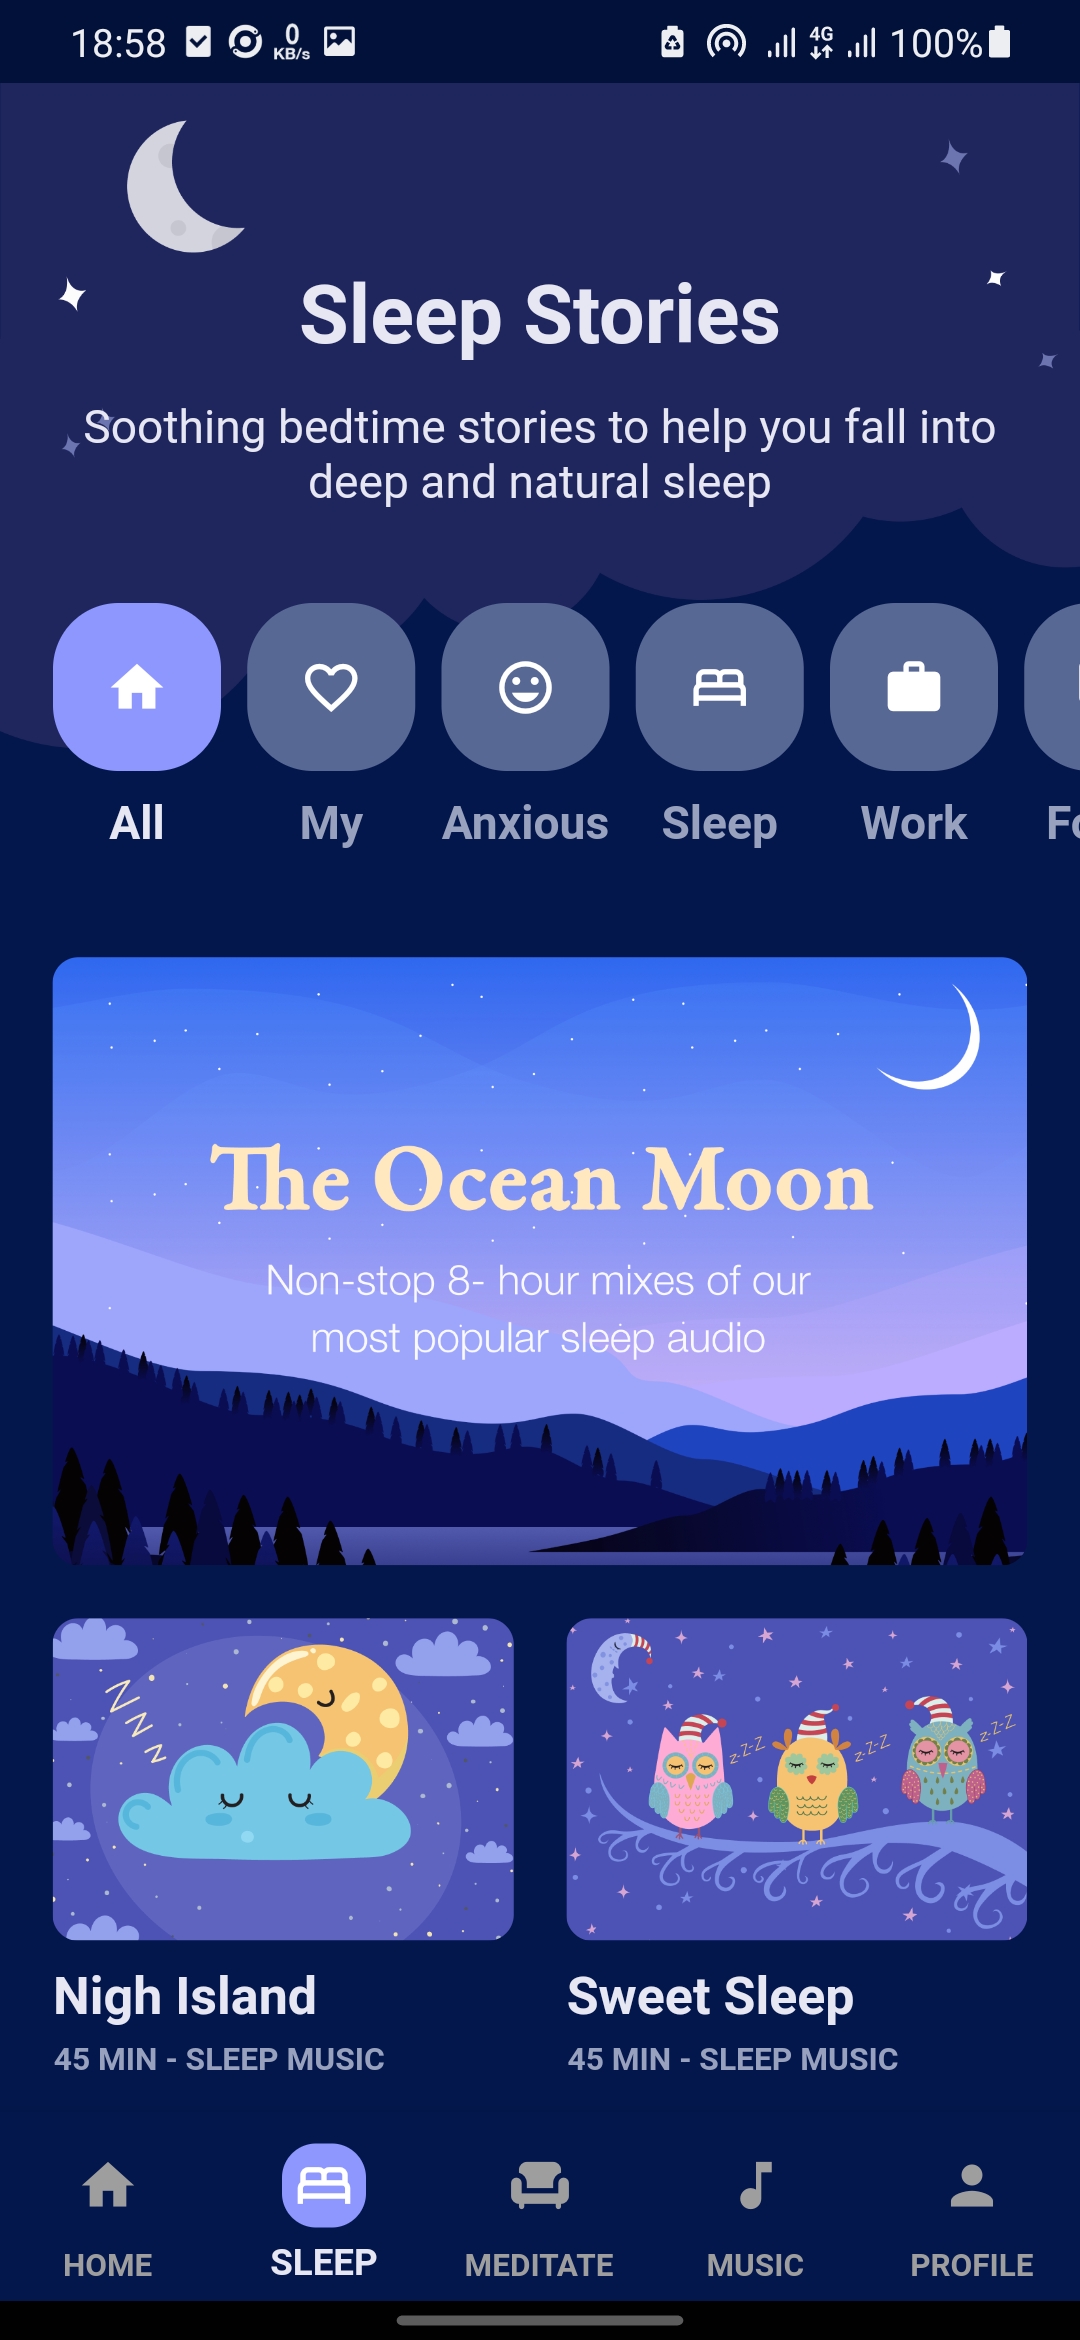 18:58 0 KB/s 4G 100%
Sleep Stories
Soothing bedtime stories to help you fall into
deep and natural sleep
All My Anxious Sleep Work Fo
The Ocean Moon
Non-stop 8- hour mixes of our
most popular sleep audio
Z Z Z
z-Z-Z z-Z-Z z-Z-Z
Nigh Island Sweet Sleep
45 MIN - SLEEP MUSIC 45 MIN - SLEEP MUSIC
HOME SLEEP MEDITATE MUSIC PROFILE